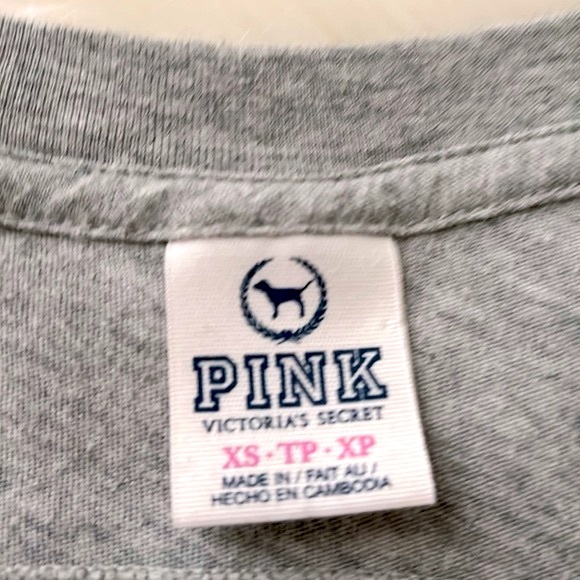 PINK
VICTORIA'S SECRET
XS·TP·XP
MADE IN / FAIT AU /
HECHO EN CAMBODIA